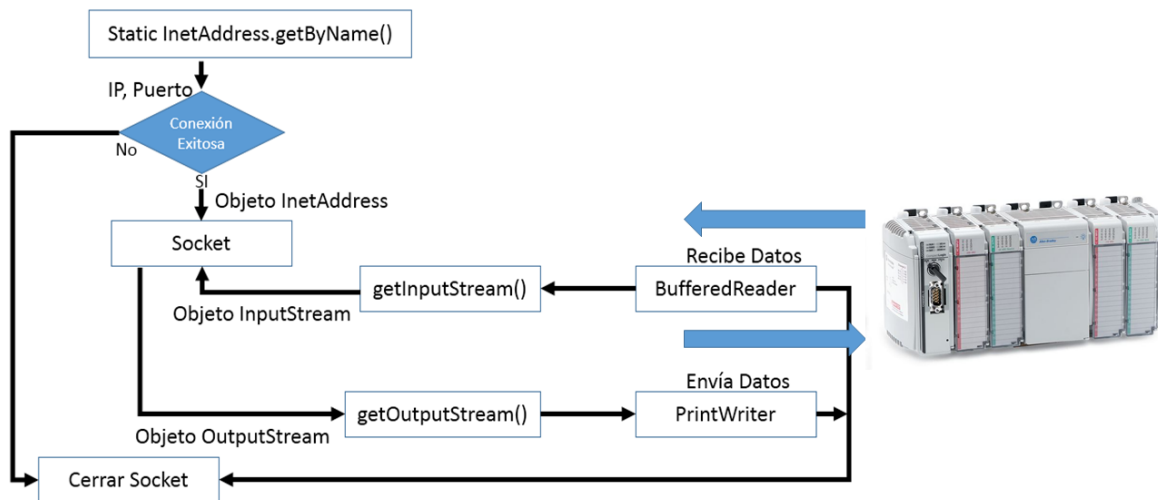 Static InetAddress.getByName()
IP, Puerto
Conexión
Exitosa
No
SI
Objeto InetAddress
Socket
Recibe Datos
getInputStream()
BufferedReader
Objeto InputStream
Envía Datos
getOutputStream()
PrintWriter
Objeto OutputStream
Cerrar Socket